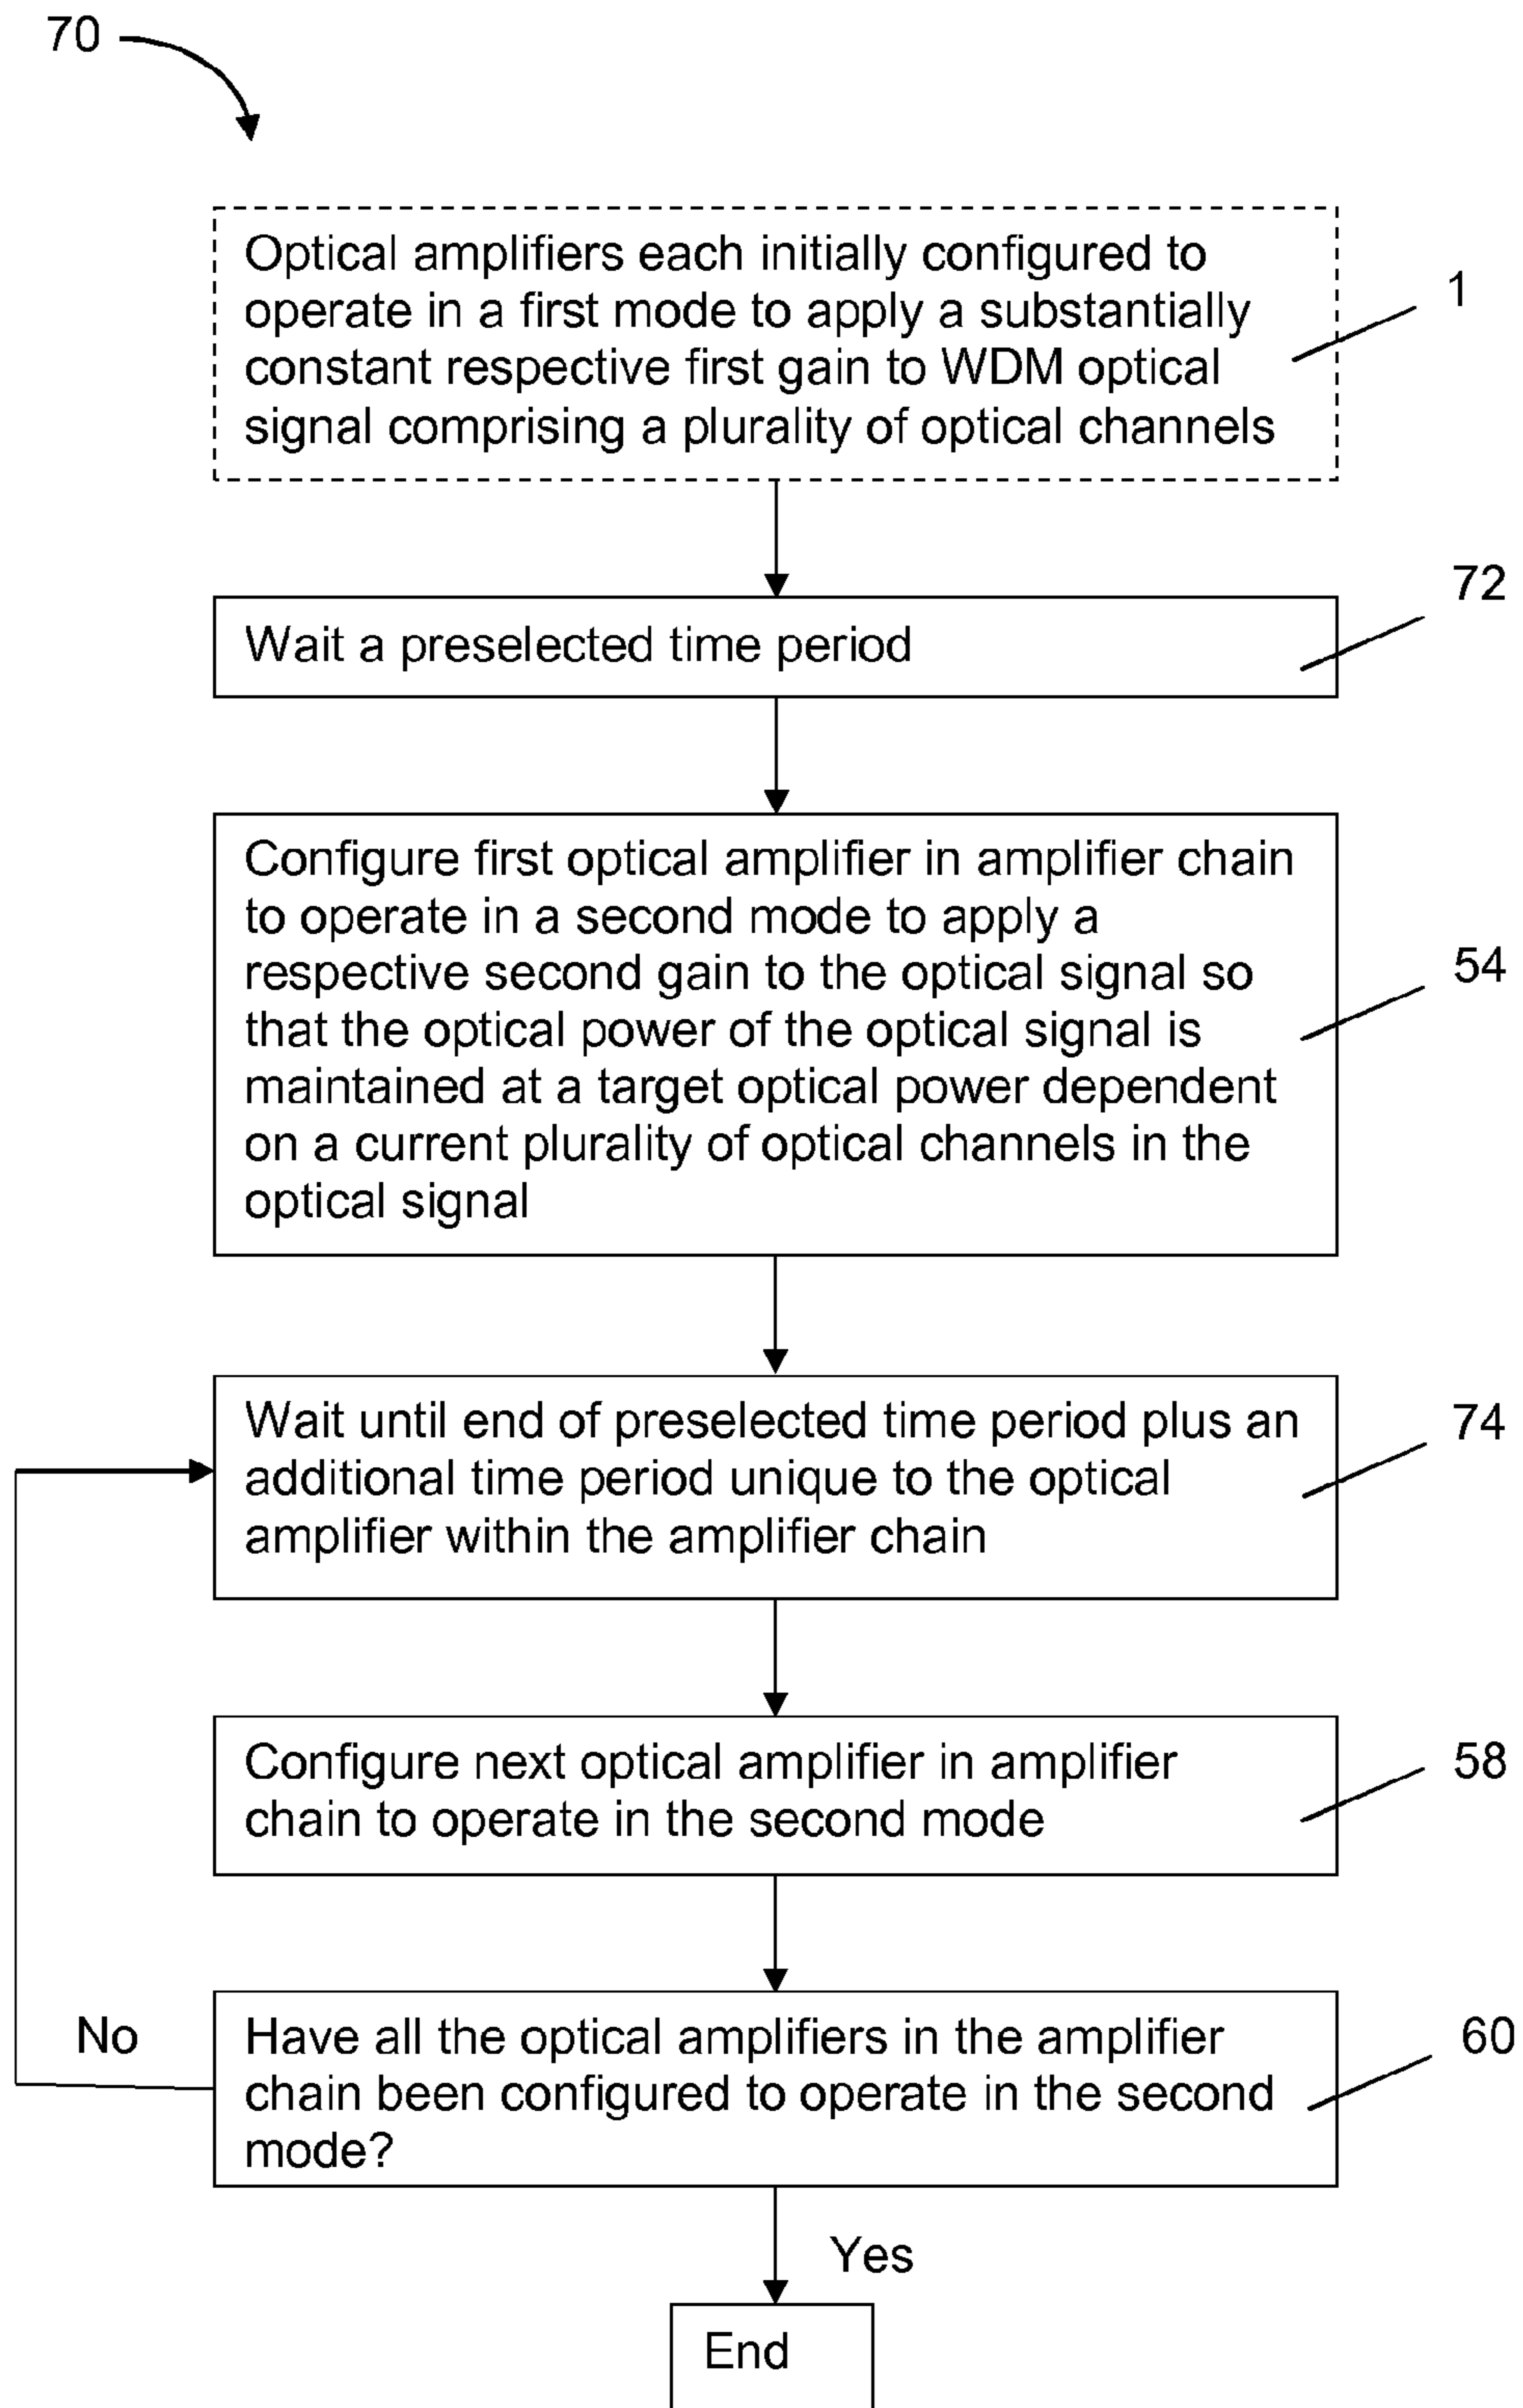 70
Optical amplifiers each initially configured to
operate in a first mode to apply a substantially
constant respective first gain to WDM optical
signal comprising a plurality of optical channels
1
72
Wait a preselected time period
Configure first optical amplifier in amplifier chain
to operate in a second mode to apply a
respective second gain to the optical signal so
that the optical power of the optical signal is
maintained at a target optical power dependent
on a current plurality of optical channels in the
optical signal
54
Wait until end of preselected time period plus an
additional time period unique to the optical
amplifier within the amplifier chain
74
Configure next optical amplifier in amplifier
chain to operate in the second mode
58
No
Have all the optical amplifiers in the amplifier
chain been configured to operate in the second
mode?
60
Yes
End